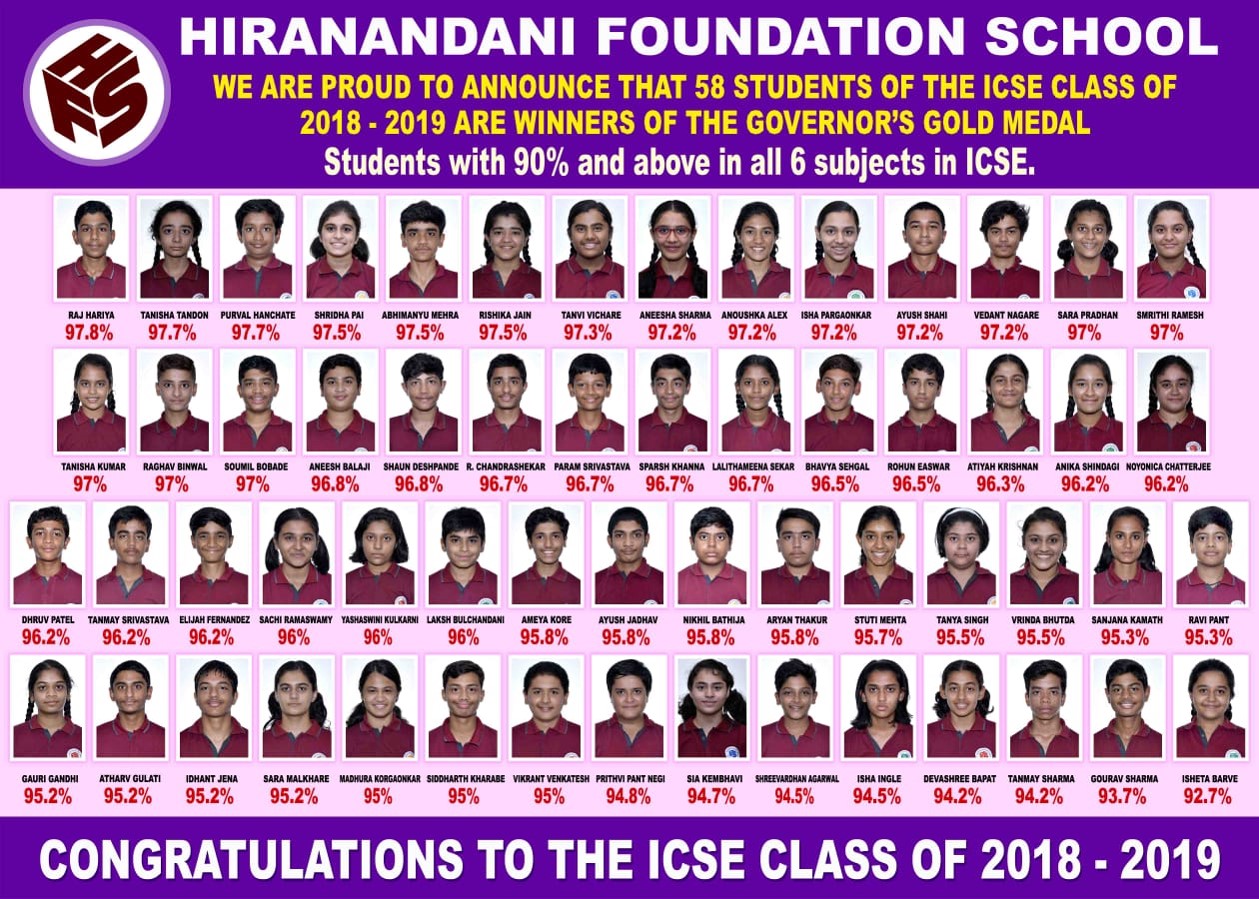 HFS
HIRANANDANI FOUNDATION SCHOOL
WE ARE PROUD TO ANNOUNCE THAT 58 STUDENTS OF THE ICSE CLASS OF
2018 - 2019 ARE WINNERS OF THE GOVERNOR'S GOLD MEDAL
Students with 90% and above in all 6 subjects in ICSE.
RAJ HARIYA TANISHA TANDON PURVAL HANCHATE SHRIDHA PAI ABHIMANYU MEHRA RISHIKA JAIN TANVI VICHARE ANEESHA SHARMA ANOUSHKA ALEX ISHA PARGAONKAR AYUSH SHAHI VEDANT NAGARE SARA PRADHAN SMRITHI RAMESH
97.8% 97.7% 97.7% 97.5% 97.5% 97.5% 97.3% 97.2% 97.2% 97.2% 97.2% 97.2% 97% 97%
TANISHA KUMAR RAGHAV BINWAL SOUMIL BOBADE ANEESH BALAJI SHAUN DESHPANDE R. CHANDRASHEKAR PARAM SRIVASTAVA SPARSH KHANNA LALITHAMEENA SEKAR BHAVYA SEHGAL ROHUN EASWAR ATIYAH KRISHNAN ANIKA SHINDAGI NOYONICA CHATTERJEE
97% 97% 97% 96.8% 96.8% 96.7% 96.7% 96.7% 96.7% 96.5% 96.5% 96.3% 96.2% 96.2%
DHRUV PATEL TANMAY SRIVASTAVA ELIJAH FERNANDEZ SACHI RAMASWAMY YASHASWINI KULKARNI LAKSH BULCHANDANI AMEYA KORE AYUSH JADHAV NIKHIL BATHIJA ARYAN THAKUR STUTI MEHTA TANYA SINGH VRINDA BHUTDA SANJANA KAMATH RAVI PANT
96.2% 96.2% 96.2% 96% 96% 96% 95.8% 95.8% 95.8% 95.8% 95.7% 95.5% 95.5% 95.3% 95.3%
GAURI GANDHI ATHARV GULATI IDHANT JENA SARA MALKHARE MADHURA KORGAONKAR SIDDHARTH KHARABE VIKRANT VENKATESH PRITHVI PANT NEGI SIA KEMBHAVI SHREEVARDHAN AGARWAL ISHA INGLE DEVASHREE BAPAT TANMAY SHARMA GOURAV SHARMA ISHETA BARVE
95.2% 95.2% 95.2% 95.2% 95% 95% 95% 94.8% 94.7% 94.5% 94.5% 94.2% 94.2% 93.7% 92.7%
CONGRATULATIONS TO THE ICSE CLASS OF 2018 - 2019